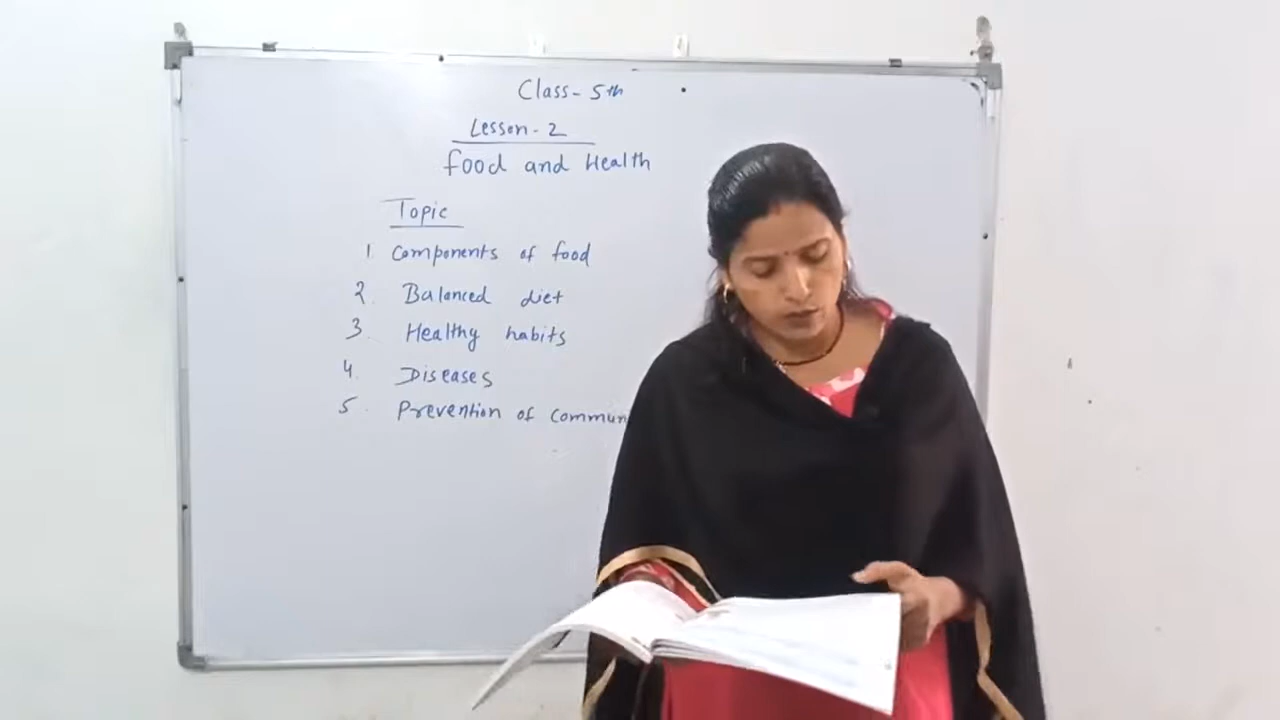 Class - 5th
Lesson - 2
food and Health
Topic
1 Components of food
2. Balanced diet
3. Healthy habits
4. Diseases
5. Prevention of